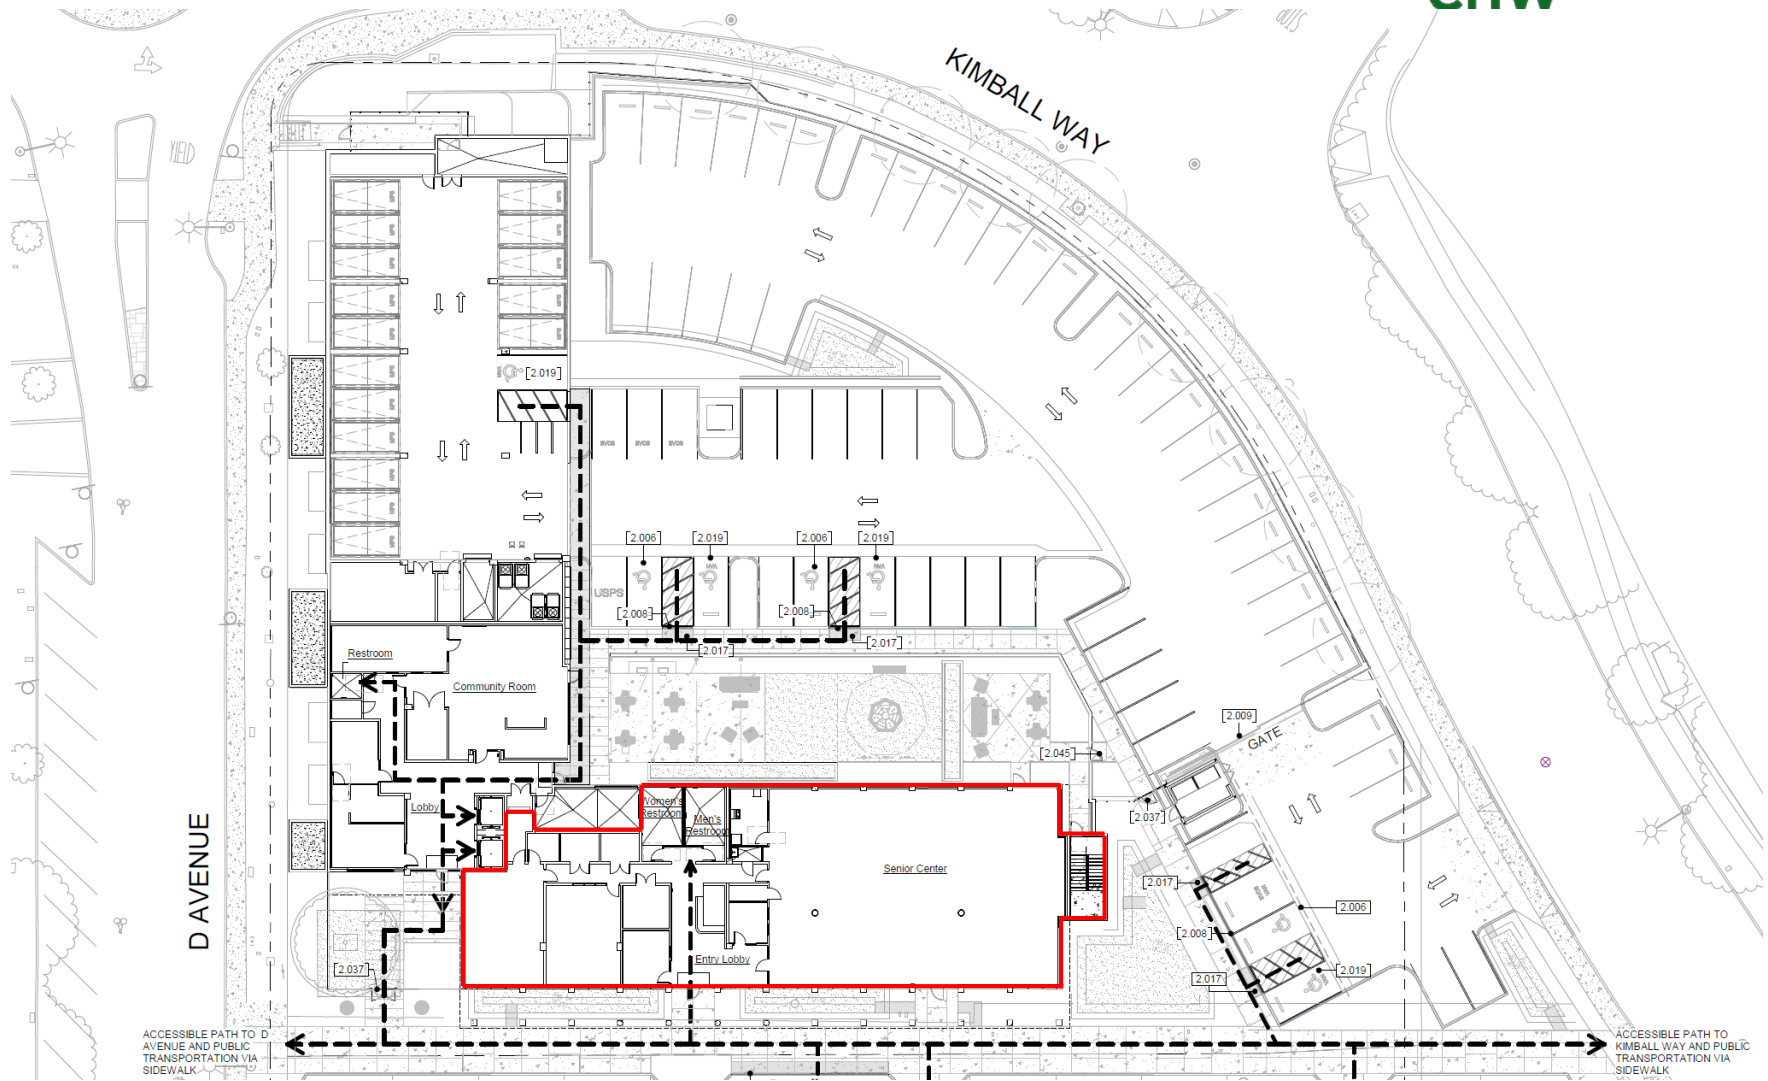 KIMBALL WAY
YIELD
[2.019]
2.006
2.019
2.006
2.019
USPS
[2.008]
[2.008]
[2.017]
[2.017]
Restroom
Community Room
2.009
GATE
[2.045]
[2.037]
Lobby
Women's
Restroom
Men's
Restroom
Senior Center
D AVENUE
[2.017]
2.006
[2.008]
Entry Lobby
[2.037]
2.017
2.019
ACCESSIBLE PATH TO D
AVENUE AND PUBLIC
TRANSPORTATION VIA
SIDEWALK
ACCESSIBLE PATH TO
KIMBALL WAY AND PUBLIC
TRANSPORTATION VIA
SIDEWALK